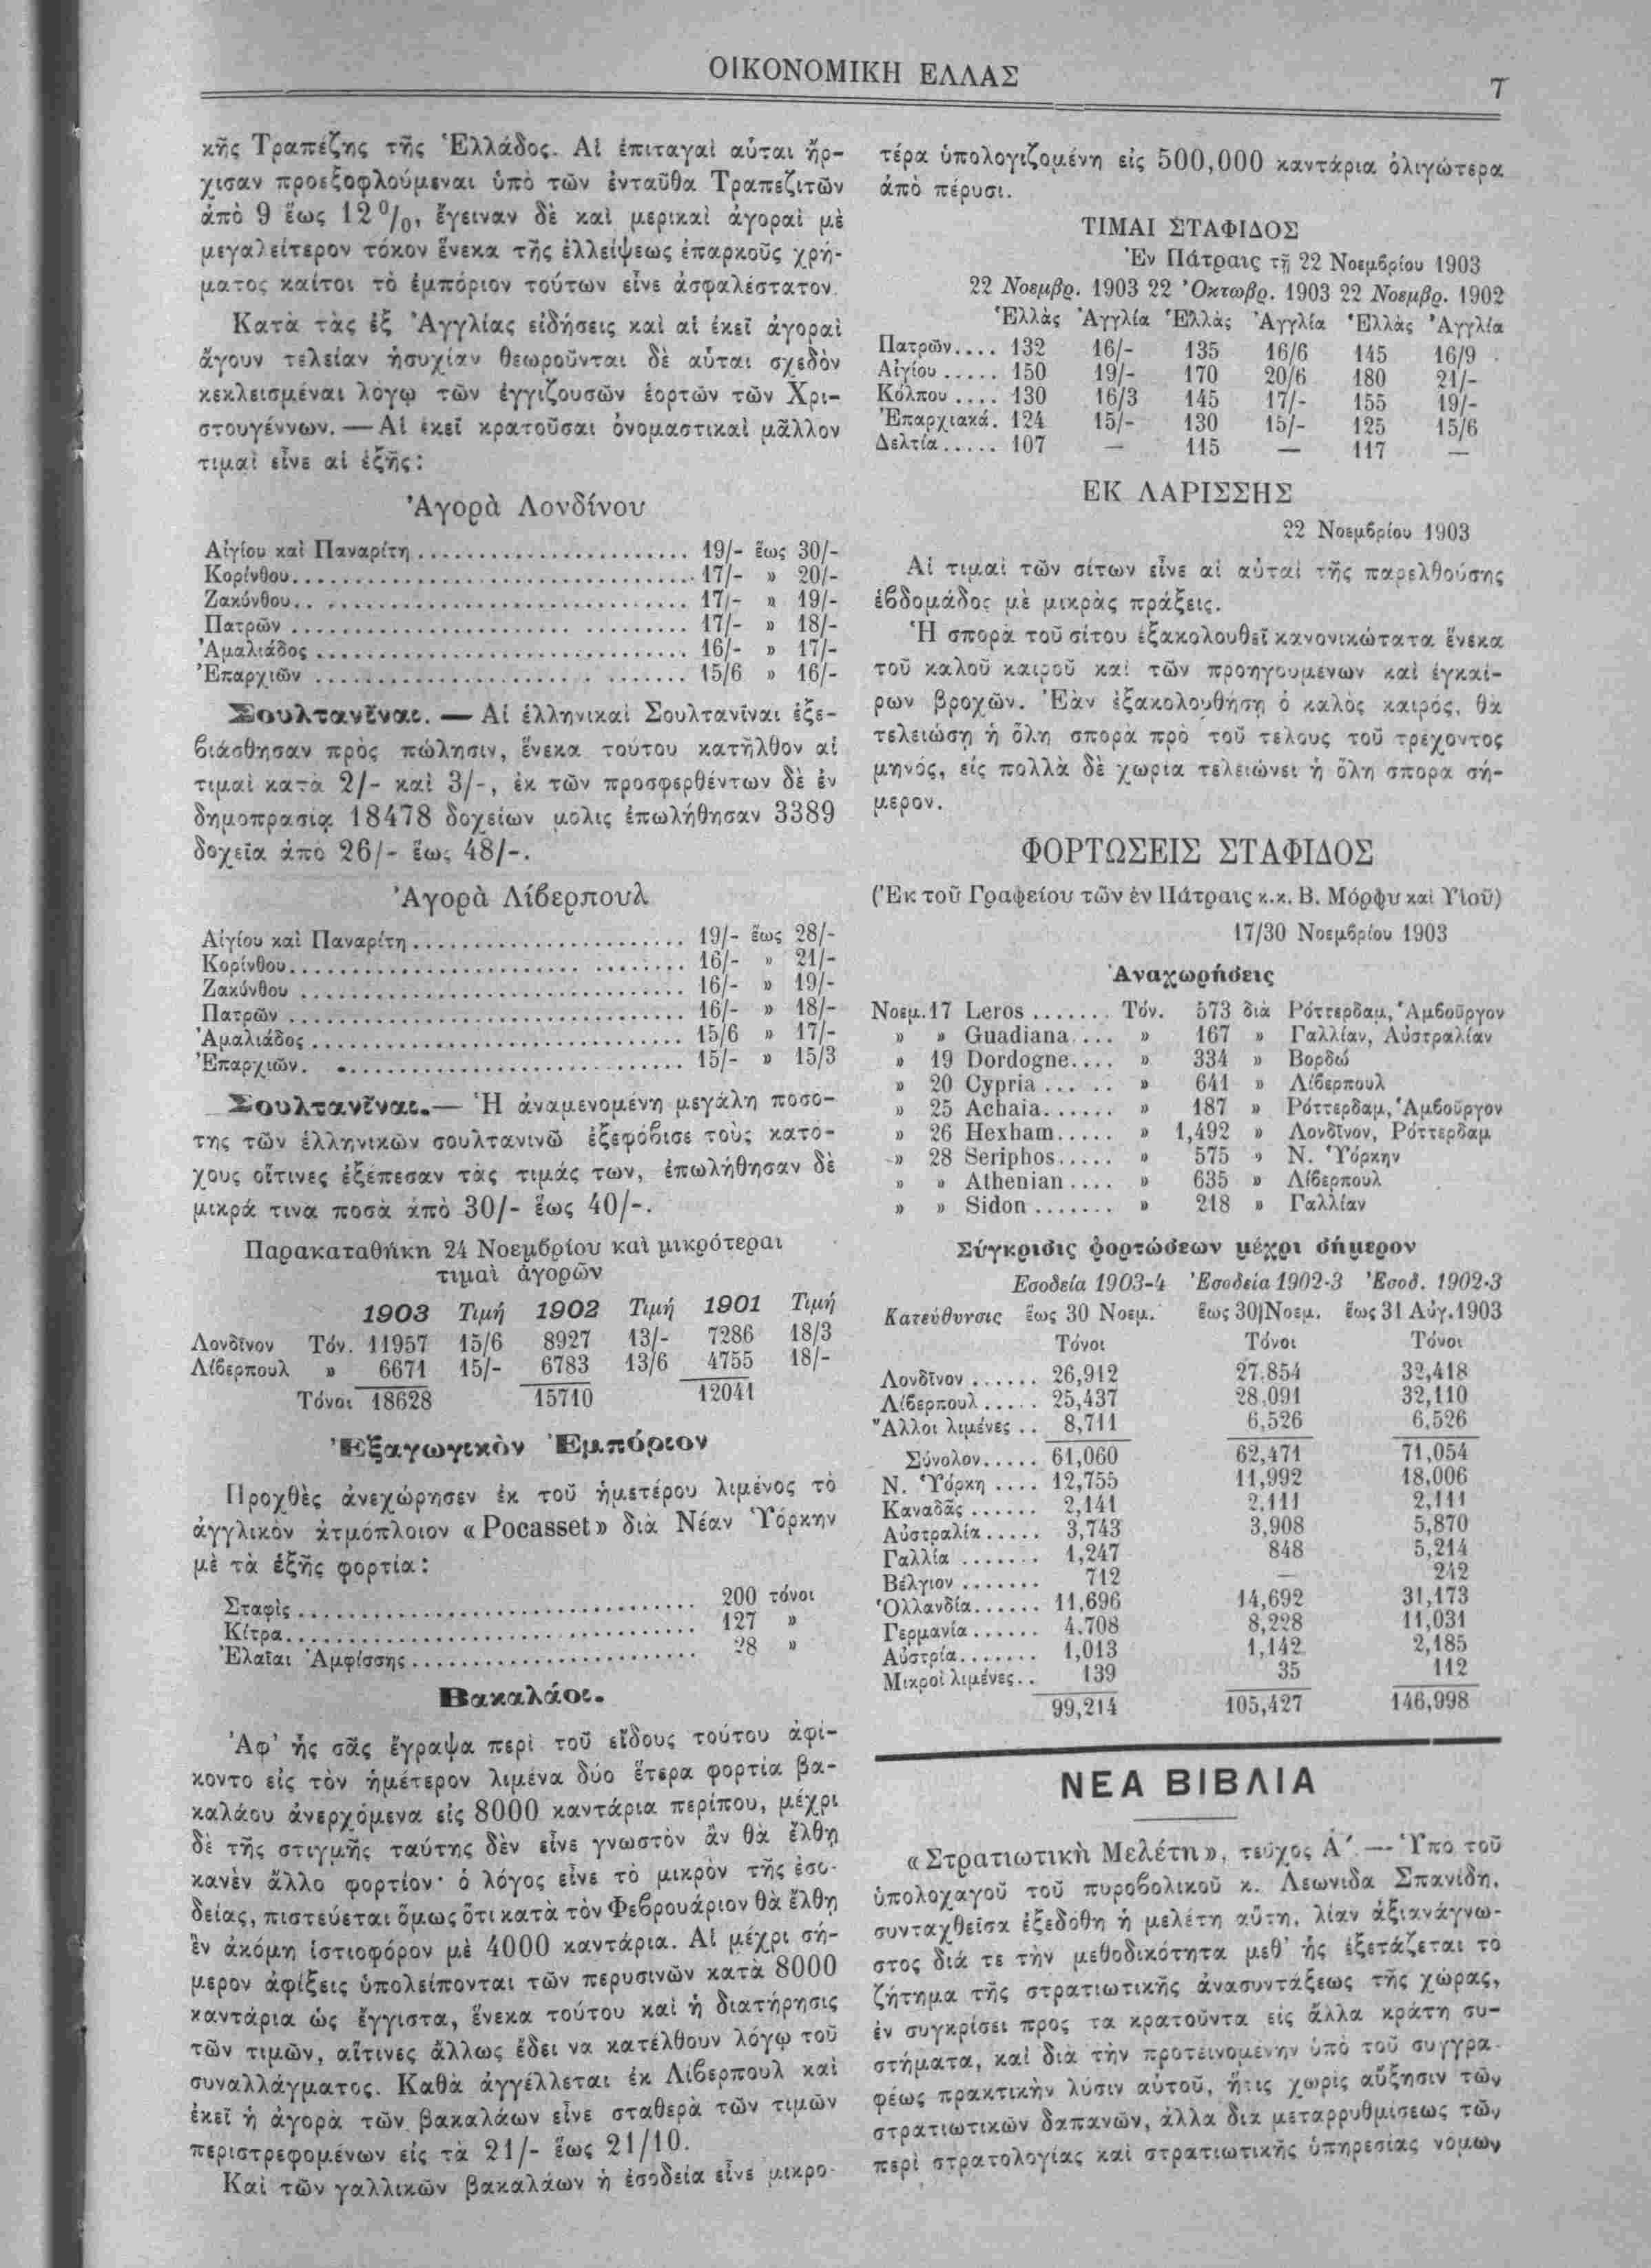 ΟΙΚΟΝΟΜΙΚΗ ΕΛΛΑΣ
7
κῆς Τραπέζης τῆς Ἑλλάδος. Αἱ ἐπιταγαὶ αὗται ἤρ-
χισαν προεξοφλούμεναι ὑπὸ τῶν ἐνταῦθα Τραπεζιτῶν
ἀπὸ 9 ἕως 12 %, ἔγειναν δὲ καὶ μερικαὶ ἀγοραὶ μὲ
μεγαλείτερον τόκον ἕνεκα τῆς ἐλλείψεως ἐπαρκοῦς χρή-
ματος καίτοι τὸ ἐμπόριον τούτων εἶνε ἀσφαλέστατον.
Κατὰ τὰς ἐξ Ἀγγλίας εἰδήσεις καὶ αἱ ἐκεῖ ἀγοραὶ
ἄγουν τελείαν ἡσυχίαν θεωροῦνται δὲ αὗται σχεδὸν
κεκλεισμέναι λόγῳ τῶν ἐγγιζουσῶν ἑορτῶν τῶν Χρι-
στουγέννων. — Αἱ ἐκεῖ κρατοῦσαι ὀνομαστικαὶ μᾶλλον
τιμαὶ εἶνε αἱ ἑξῆς:
Ἀγορὰ Λονδίνου
Αἰγίου καὶ Παναρίτη ........ 19/- ἕως 30/-
Κορίνθου ........ 17/- » 20/-
Ζακύνθου ........ 17/- » 19/-
Πατρῶν ........ 17/- » 18/-
Ἀμαλιάδος ........ 16/- » 17/-
Ἐπαρχιῶν ........ 15/6 » 16/-
Σουλτανῖναι. — Αἱ ἑλληνικαὶ Σουλτανῖναι ἐξε-
βιάσθησαν πρὸς πώλησιν, ἕνεκα τούτου κατῆλθον αἱ
τιμαὶ κατὰ 2/- καὶ 3/-, ἐκ τῶν προσφερθέντων δὲ ἐν
δημοπρασίᾳ 18478 δοχείων μόλις ἐπωλήθησαν 3389
δοχεῖα ἀπὸ 26/- ἕως 48/-.
Ἀγορὰ Λίβερπουλ
Αἰγίου καὶ Παναρίτη ........ 19/- ἕως 28/-
Κορίνθου ........ 16/- » 21/-
Ζακύνθου ........ 16/- » 19/-
Πατρῶν ........ 16/- » 18/-
Ἀμαλιάδος ........ 15/6 » 17/-
Ἐπαρχιῶν ........ 15/- » 15/3
Σουλτανῖναι. — Ἡ ἀναμενομένη μεγάλη ποσό-
της τῶν ἑλληνικῶν σουλτανινῶ ἐξεφόβισε τοὺς κατό-
χους οἵτινες ἐξέπεσαν τὰς τιμάς των, ἐπωλήθησαν δὲ
μικρά τινα ποσὰ ἀπὸ 30/- ἕως 40/-.
Παρακαταθήκη 24 Νοεμβρίου καὶ μικρότεραι
τιμαὶ ἀγορῶν
1903 Τιμή 1902 Τιμή 1901 Τιμή
Λονδῖνον Τόν. 11957 15/6 8927 13/- 7286 18/3
Λίβερπουλ » 6671 15/- 6783 13/6 4755 18/-
Τόνοι 18628 15710 12041
Ἐξαγωγικὸν Ἐμπόριον
Προχθὲς ἀνεχώρησεν ἐκ τοῦ ἡμετέρου λιμένος τὸ
ἀγγλικὸν ἀτμόπλοιον «Pocasset» διὰ Νέαν Ὑόρκην
μὲ τὰ ἑξῆς φορτία:
Σταφὶς ........ 200 τόνοι
Κίτρα ........ 127 »
Ἐλαῖαι Ἀμφίσσης ........ 28 »
Βακαλάοι.
Ἀφ' ἧς σᾶς ἔγραψα περὶ τοῦ εἴδους τούτου ἀφί-
κοντο εἰς τὸν ἡμέτερον λιμένα δύο ἕτερα φορτία βα-
καλάου ἀνερχόμενα εἰς 8000 καντάρια περίπου, μέχρι
δὲ τῆς στιγμῆς ταύτης δὲν εἶνε γνωστὸν ἂν θὰ ἔλθῃ
κανὲν ἄλλο φορτίον· ὁ λόγος εἶνε τὸ μικρὸν τῆς ἐσο-
δείας, πιστεύεται ὅμως ὅτι κατὰ τὸν Φεβρουάριον θὰ ἔλθῃ
ἓν ἀκόμη ἱστιοφόρον μὲ 4000 καντάρια. Αἱ μέχρι σή-
μερον ἀφίξεις ὑπολείπονται τῶν περυσινῶν κατὰ 8000
καντάρια ὡς ἔγγιστα, ἕνεκα τούτου καὶ ἡ διατήρησις
τῶν τιμῶν, αἵτινες ἄλλως ἔδει να κατέλθουν λόγῳ τοῦ
συναλλάγματος. Καθὰ ἀγγέλλεται ἐκ Λίβερπουλ καὶ
ἐκεῖ ἡ ἀγορὰ τῶν βακαλάων εἶνε σταθερὰ τῶν τιμῶν
περιστρεφομένων εἰς τὰ 21/- ἕως 21/10.
Καὶ τῶν γαλλικῶν βακαλάων ἡ ἐσοδεία εἶνε μικρο-
τέρα ὑπολογιζομένη εἰς 500,000 καντάρια ὀλιγώτερα
ἀπὸ πέρυσι.
ΤΙΜΑΙ ΣΤΑΦΙΔΟΣ
Ἐν Πάτραις τῇ 22 Νοεμβρίου 1903
22 Νοεμβρ. 1903 22 Ὀκτωβρ. 1903 22 Νοεμβρ. 1902
Ἑλλὰς Ἀγγλία Ἑλλὰς Ἀγγλία Ἑλλὰς Ἀγγλία
Πατρῶν .... 132 16/- 135 16/6 145 16/9
Αἰγίου ..... 150 19/- 170 20/6 180 21/-
Κόλπου .... 130 16/3 145 17/- 155 19/-
Ἐπαρχιακά. 124 15/- 130 15/- 125 15/6
Δελτία ..... 107 — 115 — 117 —
ΕΚ ΛΑΡΙΣΣΗΣ
22 Νοεμβρίου 1903
Αἱ τιμαὶ τῶν σίτων εἶνε αἱ αὐταὶ τῆς παρελθούσης
ἑβδομάδος μὲ μικρὰς πράξεις.
Ἡ σπορὰ τοῦ σίτου ἐξακολουθεῖ κανονικώτατα ἕνεκα
τοῦ καλοῦ καιροῦ καὶ τῶν προηγουμένων καὶ ἐγκαί-
ρων βροχῶν. Ἐὰν ἐξακολουθήσῃ ὁ καλὸς καιρός, θὰ
τελειώσῃ ἡ ὅλη σπορὰ πρὸ τοῦ τέλους τοῦ τρέχοντος
μηνός, εἰς πολλὰ δὲ χωρία τελειώνει ἡ ὅλη σπορὰ σή-
μερον.
ΦΟΡΤΩΣΕΙΣ ΣΤΑΦΙΔΟΣ
(Ἐκ τοῦ Γραφείου τῶν ἐν Πάτραις κ.κ. Β. Μόρφυ καὶ Υἱοῦ)
17/30 Νοεμβρίου 1903
Ἀναχωρήσεις
Νοεμ. 17 Leros ....... Τόν. 573 διὰ Ρόττερδαμ, Ἀμβοῦργον
» » Guadiana .... » 167 » Γαλλίαν, Αὐστραλίαν
» 19 Dordogne .... » 334 » Βορδώ
» 20 Cypria ...... » 641 » Λίβερπουλ
» 25 Achaia ...... » 187 » Ρόττερδαμ, Ἀμβοῦργον
» 26 Hexham ..... » 1,492 » Λονδῖνον, Ρόττερδαμ
» 28 Seriphos ..... » 575 » Ν. Ὑόρκην
» » Athenian .... » 635 » Λίβερπουλ
» » Sidon ....... » 218 » Γαλλίαν
Σύγκρισις φορτώσεων μέχρι σήμερον
Εσοδεία 1903-4 Ἐσοδεία 1902-3 Ἐσοδ. 1902-3
Κατεύθυνσις ἕως 30 Νοεμ. ἕως 30 Νοεμ. ἕως 31 Αὐγ. 1903
Τόνοι Τόνοι Τόνοι
Λονδῖνον ...... 26,912 27,854 32,418
Λίβερπουλ ..... 25,437 28,091 32,110
Ἄλλοι λιμένες .. 8,711 6,526 6,526
Σύνολον ..... 61,060 62,471 71,054
Ν. Ὑόρκη .... 12,755 11,992 18,006
Καναδᾶς ...... 2,141 2,111 2,111
Αὐστραλία ..... 3,743 3,908 5,870
Γαλλία ....... 1,247 848 5,214
Βέλγιον ....... 712 — 242
Ὁλλανδία ...... 11,696 14,692 31,173
Γερμανία ...... 4,708 8,228 11,031
Αὐστρία ....... 1,013 1,142 2,185
Μικροὶ λιμένες .. 139 35 112
99,214 105,427 146,998
ΝΕΑ ΒΙΒΛΙΑ
«Στρατιωτικὴ Μελέτη», τεῦχος Α΄. — Ὑπὸ τοῦ
ὑπολοχαγοῦ τοῦ πυροβολικοῦ κ. Λεωνίδα Σπανίδη,
συνταχθεῖσα ἐξεδόθη ἡ μελέτη αὕτη, λίαν ἀξιανάγνω-
στος διά τε τὴν μεθοδικότητα μεθ' ἧς ἐξετάζεται τὸ
ζήτημα τῆς στρατιωτικῆς ἀνασυντάξεως τῆς χώρας,
ἐν συγκρίσει πρὸς τα κρατοῦντα εἰς ἄλλα κράτη συ-
στήματα, καὶ διὰ τὴν προτεινομένην ὑπὸ τοῦ συγγρα-
φέως πρακτικὴν λύσιν αὐτοῦ, ἥτις χωρὶς αὔξησιν τῶν
στρατιωτικῶν δαπανῶν, ἀλλὰ διὰ μεταρρυθμίσεως τῶν
περὶ στρατολογίας καὶ στρατιωτικῆς ὑπηρεσίας νόμων